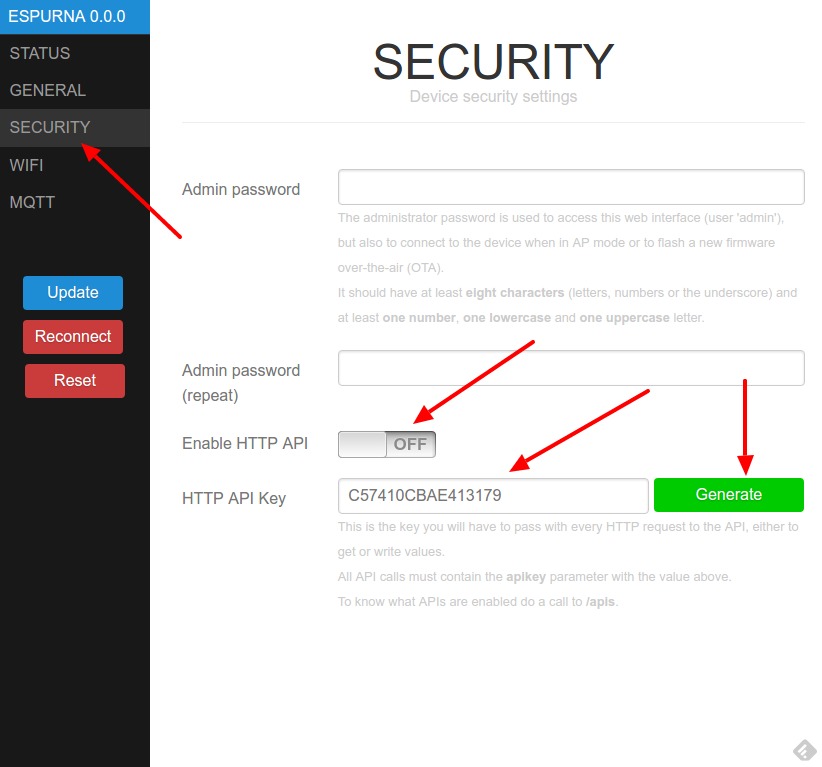 ESPURNA 0.0.0
STATUS
GENERAL
SECURITY
WIFI
MQTT
Update
Reconnect
Reset
SECURITY
Device security settings
Admin password
The administrator password is used to access this web interface (user 'admin'),
but also to connect to the device when in AP mode or to flash a new firmware
over-the-air (OTA).
It should have at least eight characters (letters, numbers or the underscore) and
at least one number, one lowercase and one uppercase letter.
Admin password
(repeat)
Enable HTTP API
OFF
HTTP API Key
C57410CBAE413179
Generate
This is the key you will have to pass with every HTTP request to the API, either to
get or write values.
All API calls must contain the apikey parameter with the value above.
To know what APIs are enabled do a call to /apis.